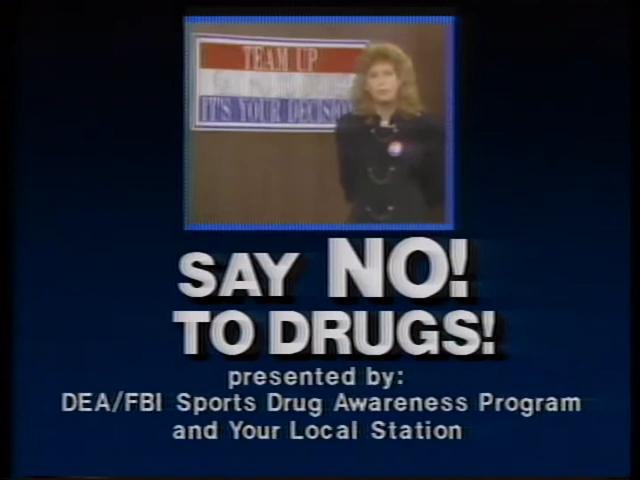 TEAM UP
IT'S YOUR DECISION
SAY NO!
TO DRUGS!
presented by:
DEA/FBI Sports Drug Awareness Program
and Your Local Station